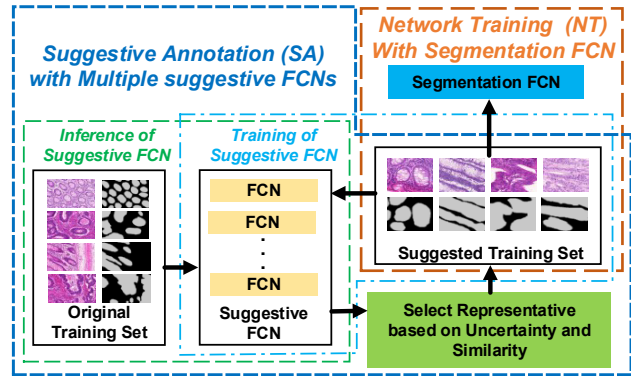 Suggestive Annotation (SA)
with Multiple suggestive FCNs
Network Training (NT)
With Segmentation FCN
Segmentation FCN
Inference of
Suggestive FCN
Training of
Suggestive FCN
FCN
FCN
.
.
.
FCN
Original
Training Set
Suggestive
FCN
Suggested Training Set
Select Representative
based on Uncertainty and
Similarity